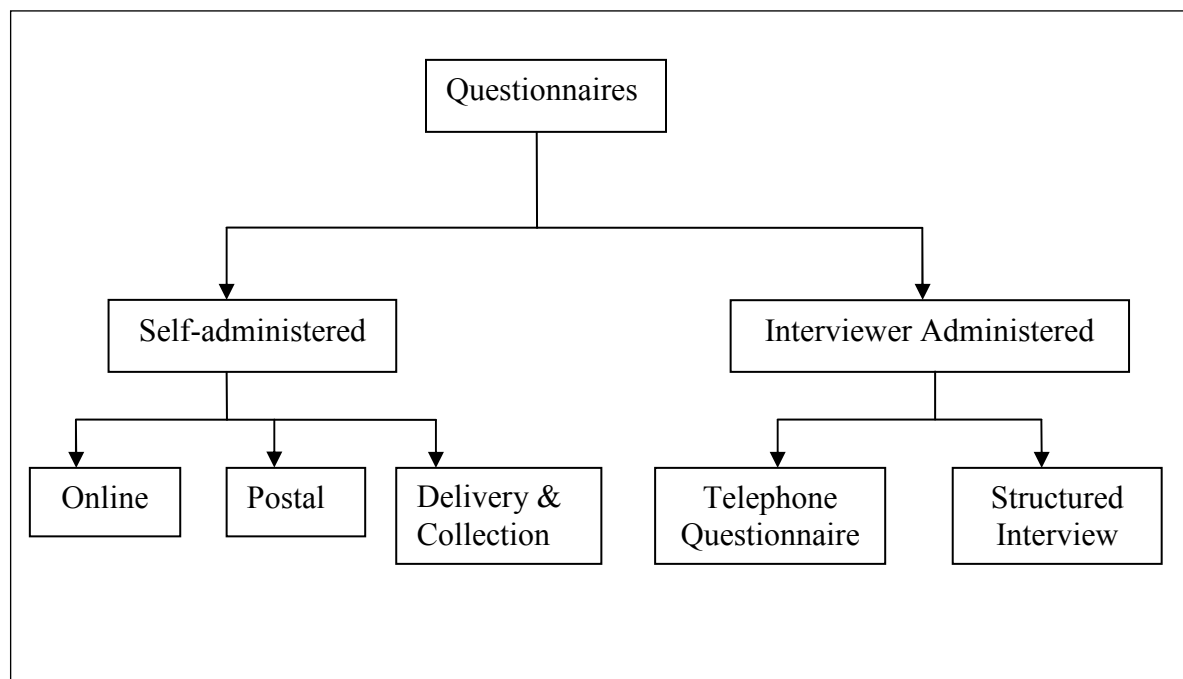 Questionnaires
Self-administered
Interviewer Administered
Online
Postal
Delivery &
Collection
Telephone
Questionnaire
Structured
Interview